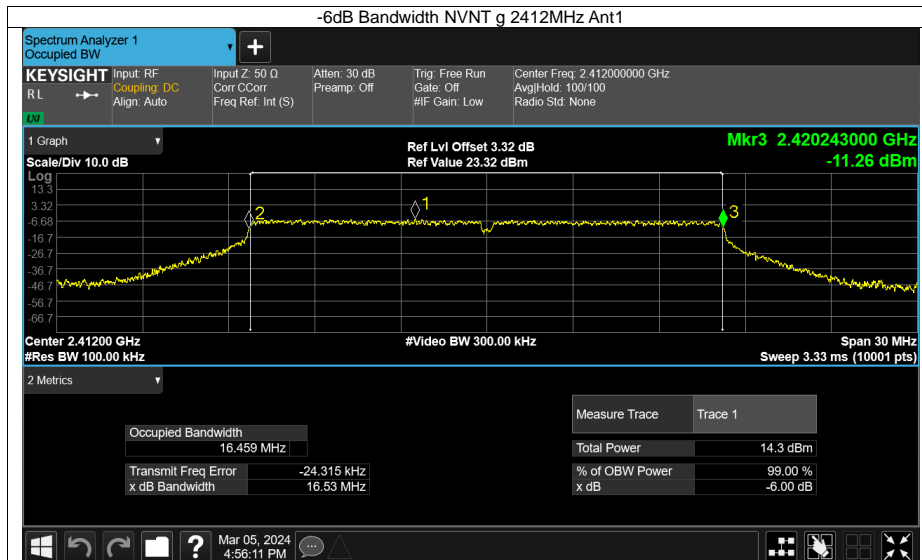 -6dB Bandwidth NVNT g 2412MHz Ant1
Spectrum Analyzer 1
Occupied BW
+
KEYSIGHT
R L
LXI
Input: RF
Coupling: DC
Align: Auto
Input Z: 50 Ω
Corr CCorr
Freq Ref: Int (S)
Atten: 30 dB
Preamp: Off
Trig: Free Run
Gate: Off
#IF Gain: Low
Center Freq: 2.412000000 GHz
Avg|Hold: 100/100
Radio Std: None
1 Graph
Scale/Div 10.0 dB
Ref Lvl Offset 3.32 dB
Ref Value 23.32 dBm
Mkr3 2.420243000 GHz
-11.26 dBm
Log
13.3
3.32
-6.68
-16.7
-26.7
-36.7
-46.7
-56.7
-66.7
2
1
3
Center 2.41200 GHz
#Res BW 100.00 kHz
#Video BW 300.00 kHz
Span 30 MHz
Sweep 3.33 ms (10001 pts)
2 Metrics
Occupied Bandwidth
16.459 MHz
Transmit Freq Error -24.315 kHz
x dB Bandwidth 16.53 MHz
Measure Trace Trace 1
Total Power 14.3 dBm
% of OBW Power 99.00 %
x dB -6.00 dB
?
Mar 05, 2024
4:56:11 PM